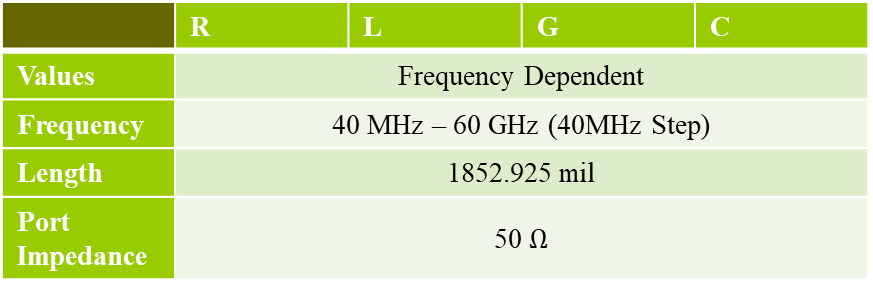 R L G C
Values Frequency Dependent
Frequency 40 MHz – 60 GHz (40MHz Step)
Length 1852.925 mil
Port
Impedance 50 Ω